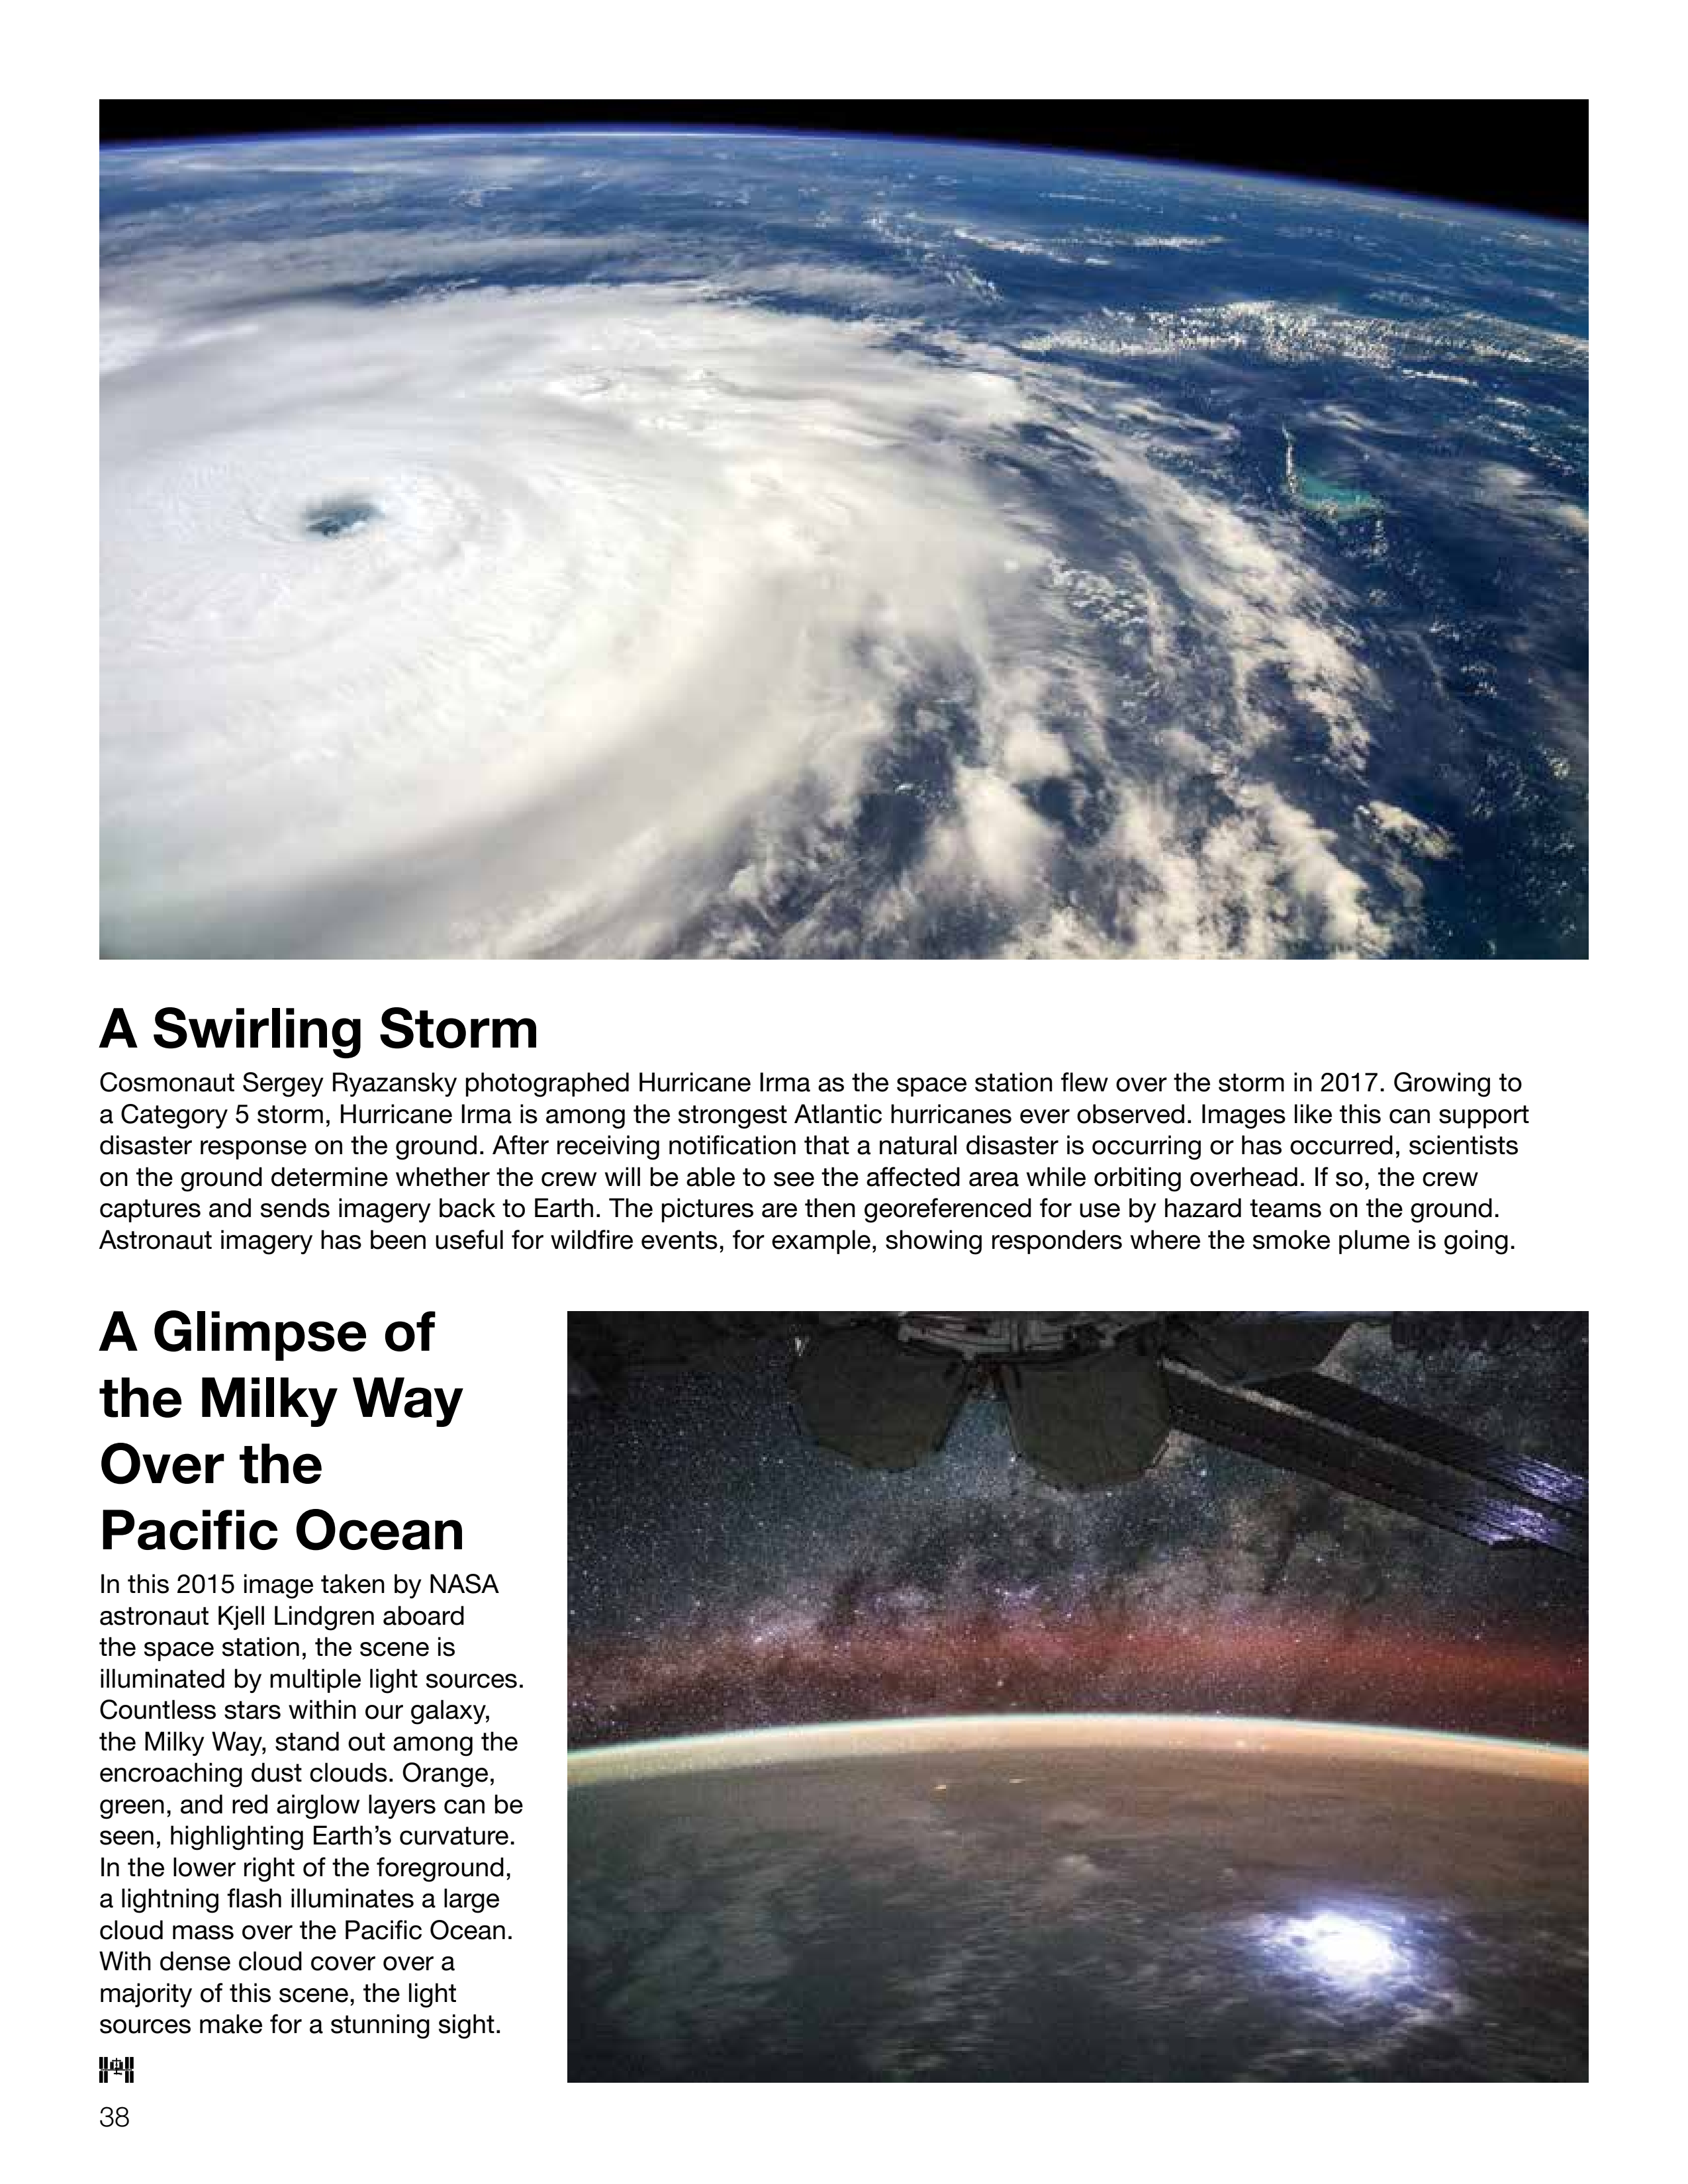 A Swirling Storm
Cosmonaut Sergey Ryazansky photographed Hurricane Irma as the space station flew over the storm in 2017. Growing to
a Category 5 storm, Hurricane Irma is among the strongest Atlantic hurricanes ever observed. Images like this can support
disaster response on the ground. After receiving notification that a natural disaster is occurring or has occurred, scientists
on the ground determine whether the crew will be able to see the affected area while orbiting overhead. If so, the crew
captures and sends imagery back to Earth. The pictures are then georeferenced for use by hazard teams on the ground.
Astronaut imagery has been useful for wildfire events, for example, showing responders where the smoke plume is going.
A Glimpse of
the Milky Way
Over the
Pacific Ocean
In this 2015 image taken by NASA
astronaut Kjell Lindgren aboard
the space station, the scene is
illuminated by multiple light sources.
Countless stars within our galaxy,
the Milky Way, stand out among the
encroaching dust clouds. Orange,
green, and red airglow layers can be
seen, highlighting Earth’s curvature.
In the lower right of the foreground,
a lightning flash illuminates a large
cloud mass over the Pacific Ocean.
With dense cloud cover over a
majority of this scene, the light
sources make for a stunning sight.
38